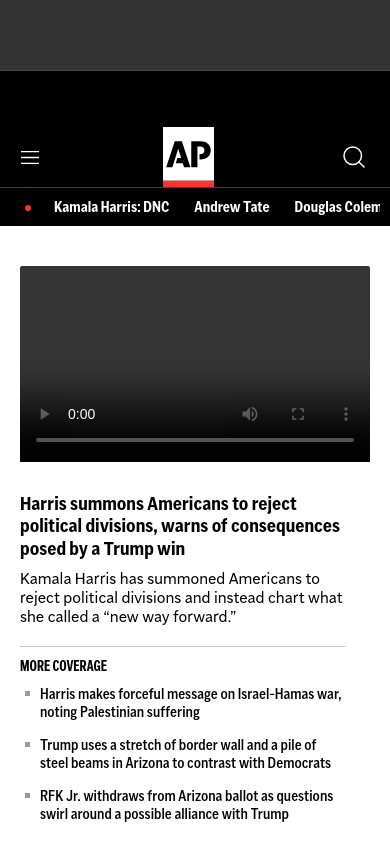 AP
Kamala Harris: DNC Andrew Tate Douglas Colem
0:00
Harris summons Americans to reject
political divisions, warns of consequences
posed by a Trump win
Kamala Harris has summoned Americans to
reject political divisions and instead chart what
she called a “new way forward.”
MORE COVERAGE
Harris makes forceful message on Israel-Hamas war,
noting Palestinian suffering
Trump uses a stretch of border wall and a pile of
steel beams in Arizona to contrast with Democrats
RFK Jr. withdraws from Arizona ballot as questions
swirl around a possible alliance with Trump